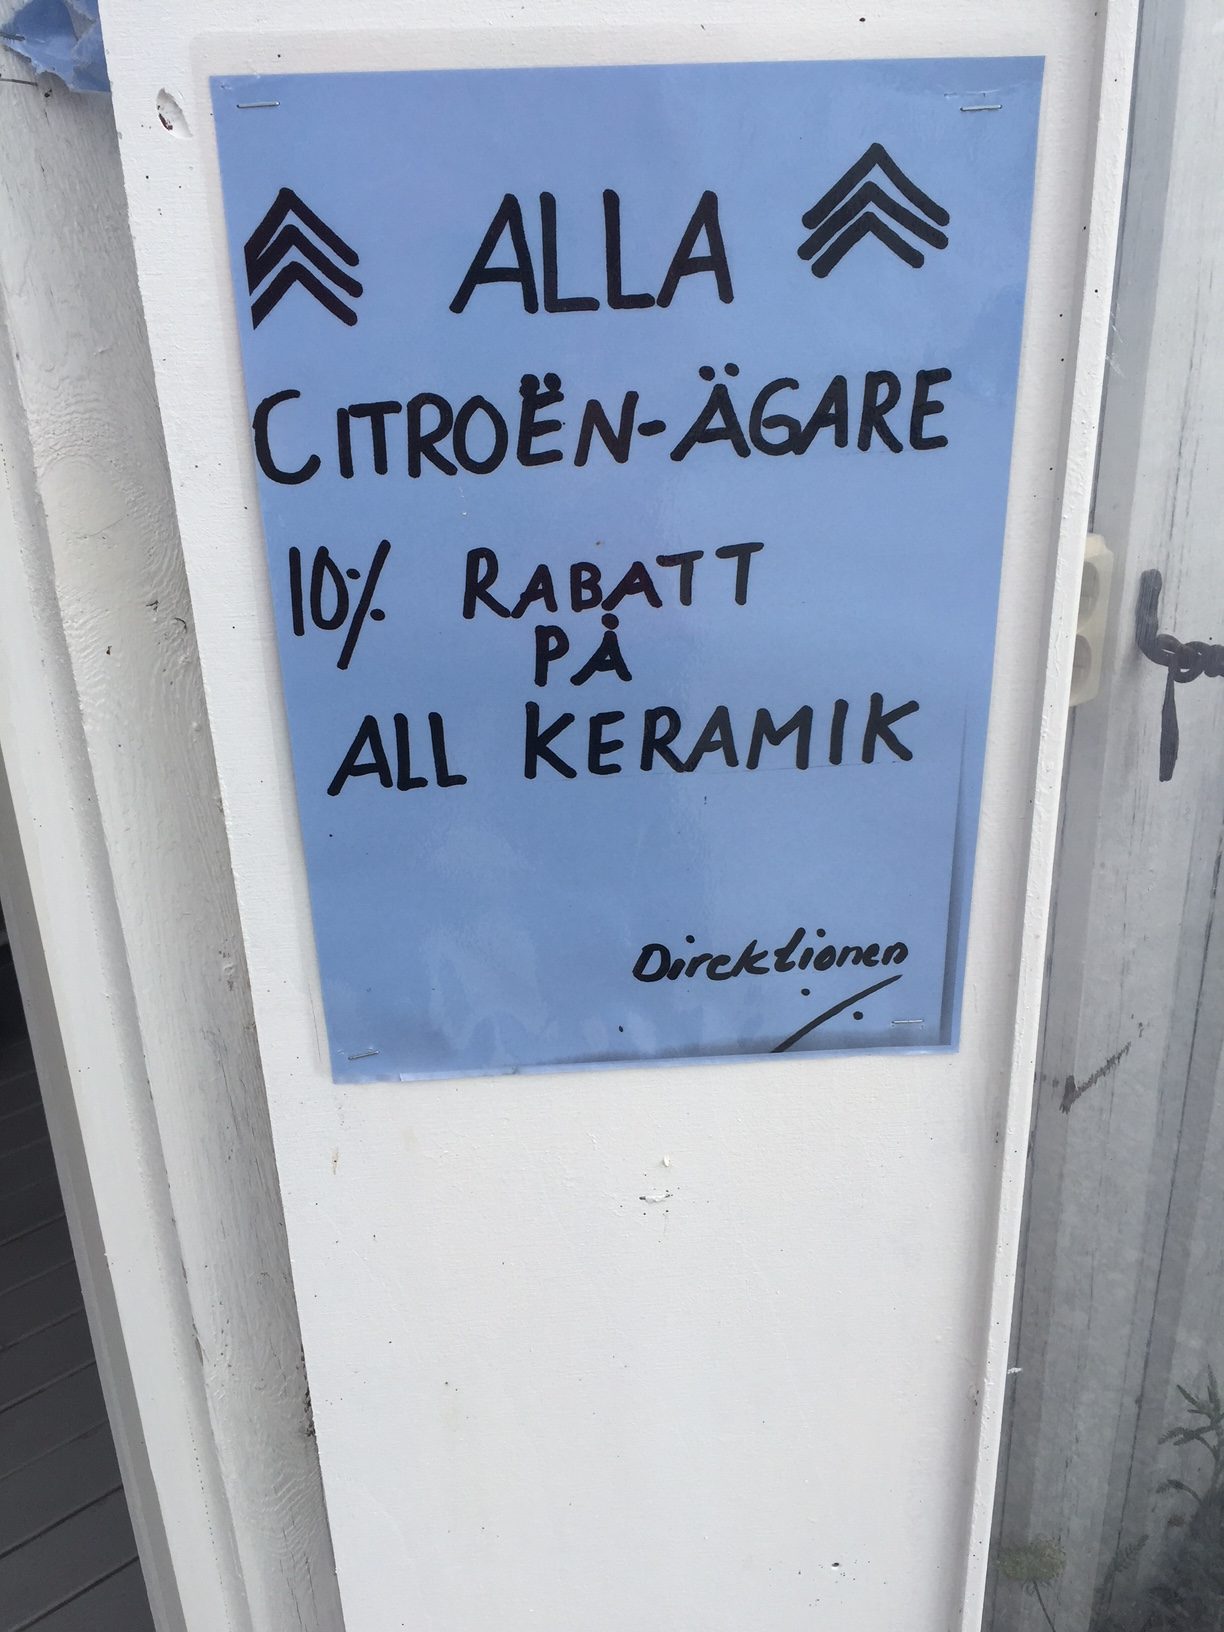 ALLA
CITROËN-ÄGARE
10% RABATT
PÅ
ALL KERAMIK
Direktionen